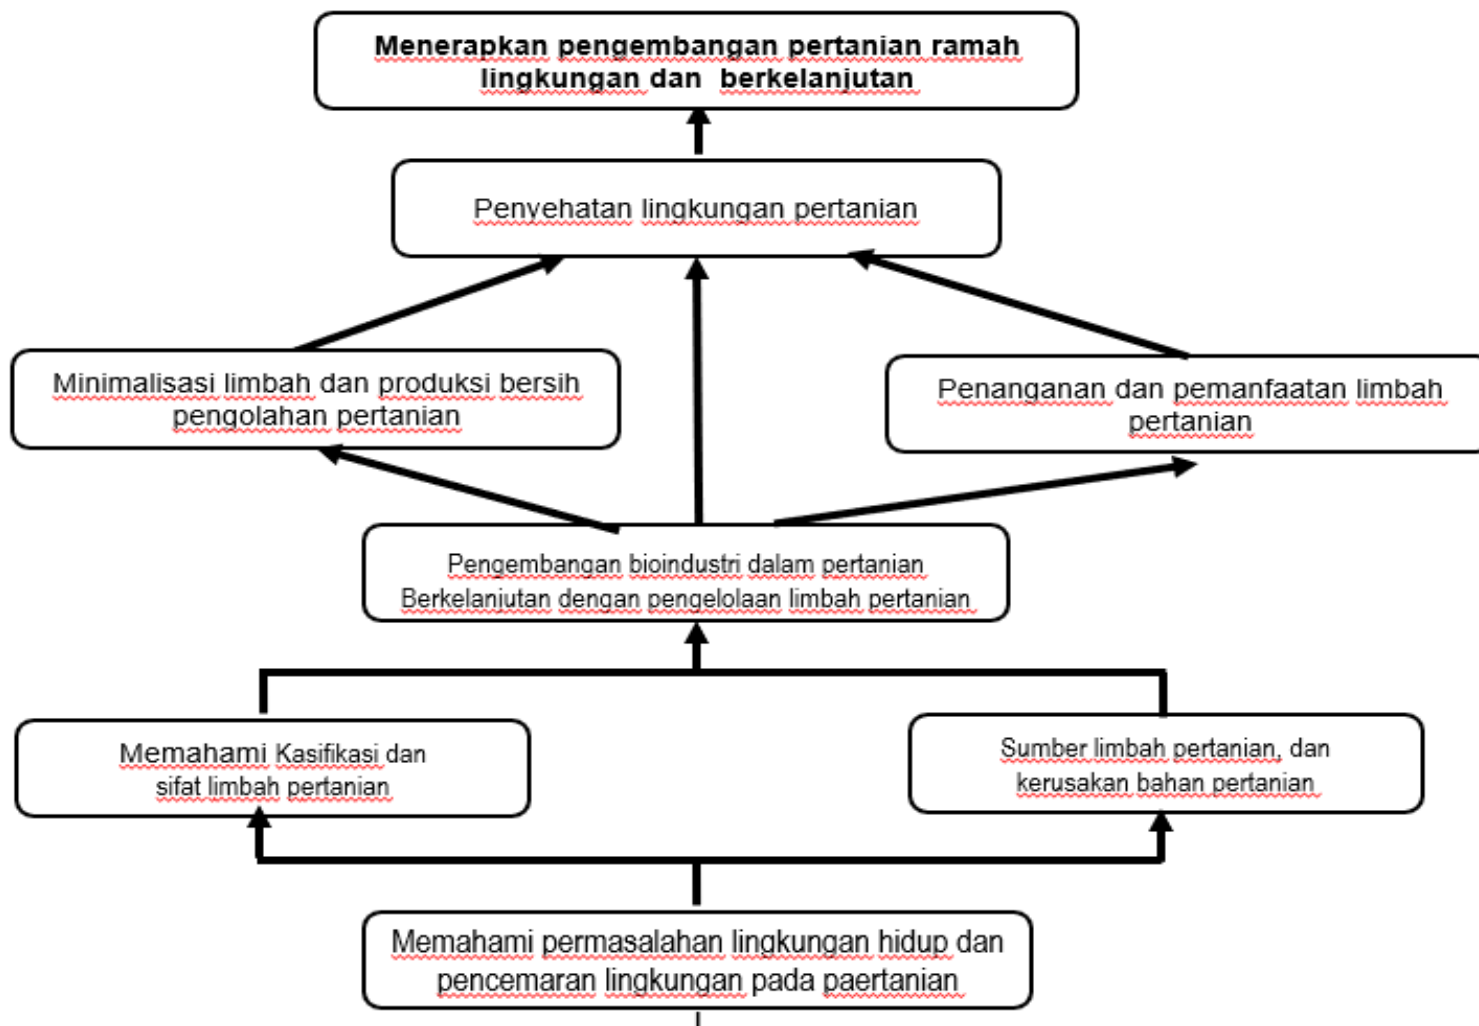 Menerapkan pengembangan pertanian ramah
lingkungan dan berkelanjutan
Penyehatan lingkungan pertanian
Minimalisasi limbah dan produksi bersih
pengolahan pertanian
Penanganan dan pemanfaatan limbah
pertanian
Pengembangan bioindustri dalam pertanian
Berkelanjutan dengan pengelolaan limbah pertanian
Memahami Kasifikasi dan
sifat limbah pertanian
Sumber limbah pertanian, dan
kerusakan bahan pertanian
Memahami permasalahan lingkungan hidup dan
pencemaran lingkungan pada paertanian